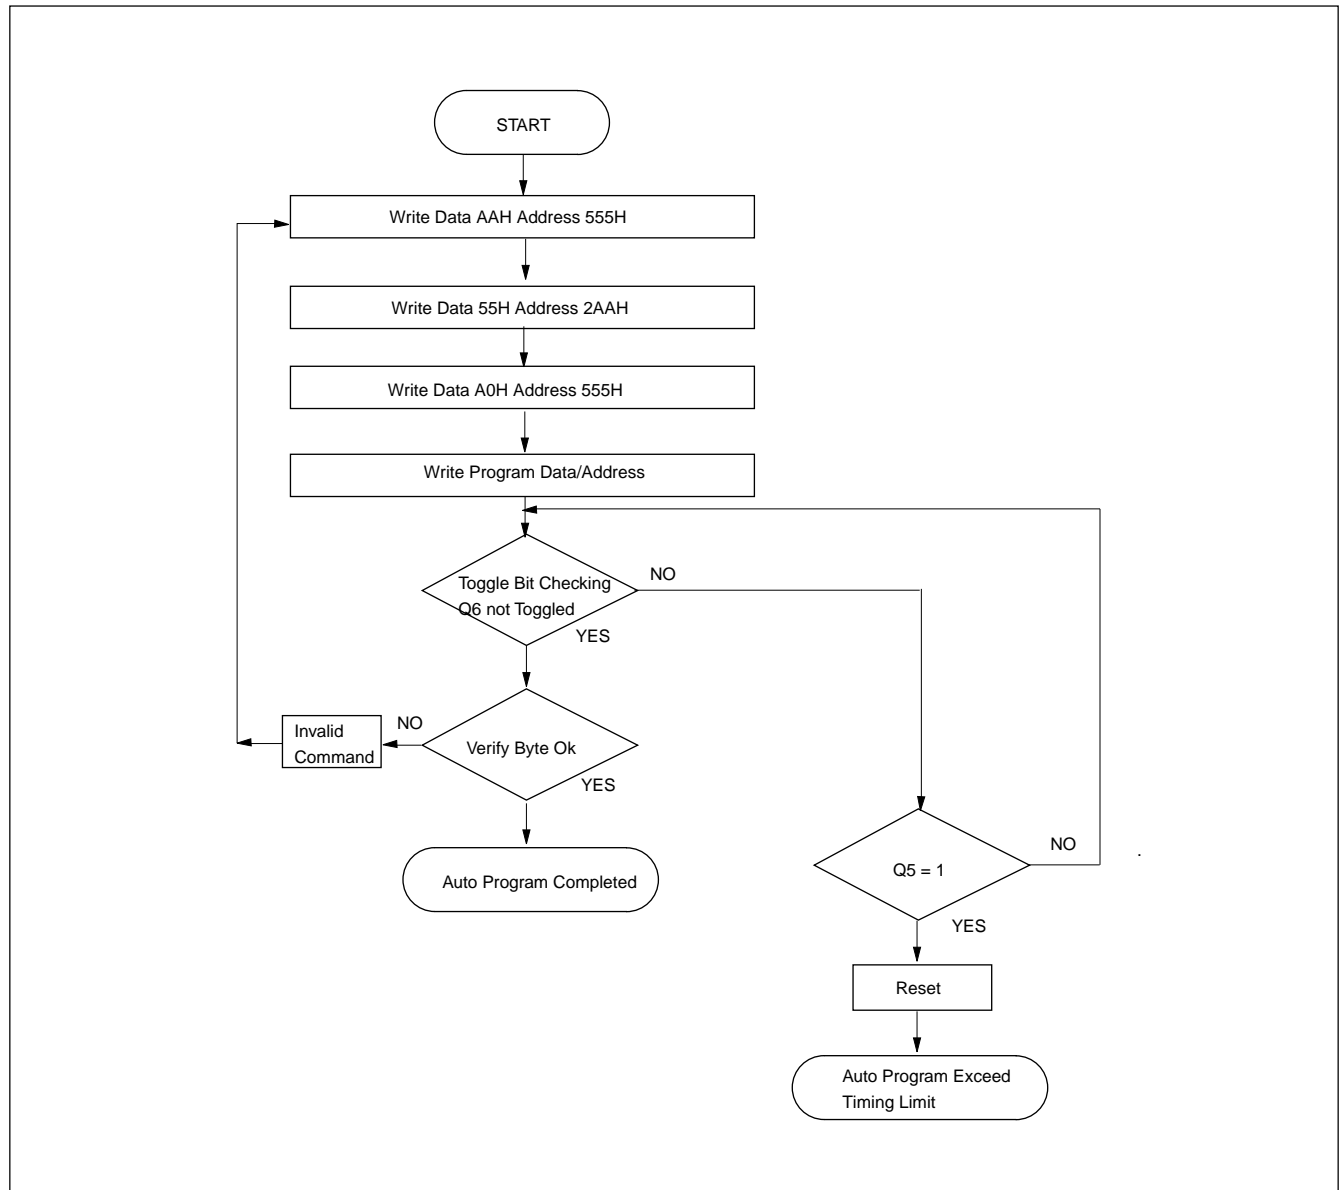 START
Write Data AAH Address 555H
Write Data 55H Address 2AAH
Write Data A0H Address 555H
Write Program Data/Address
Toggle Bit Checking
Q6 not Toggled
NO
YES
Invalid
Command
NO
Verify Byte Ok
YES
Auto Program Completed
Q5 = 1
NO
.
YES
Reset
Auto Program Exceed
Timing Limit